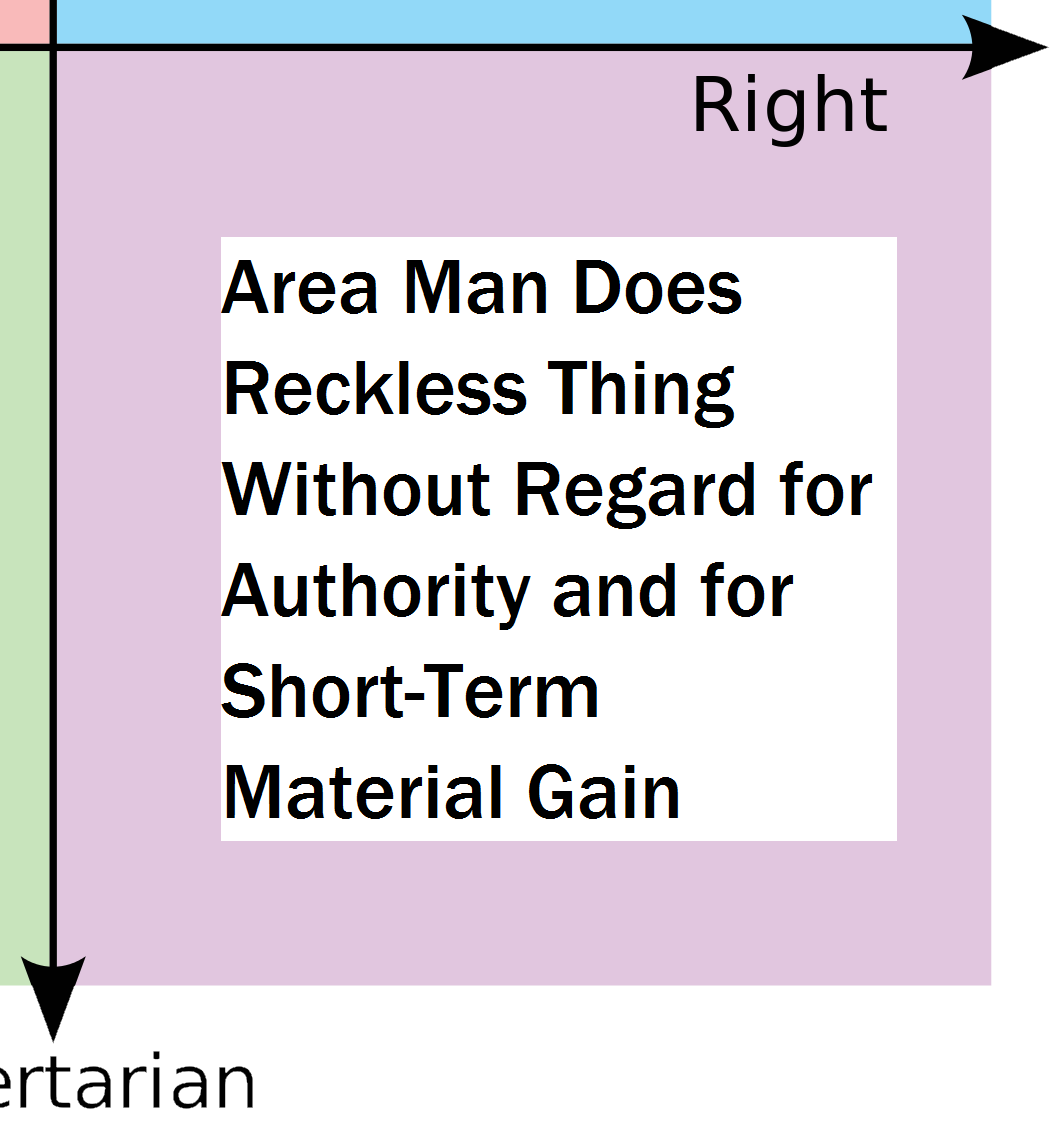 Right
Area Man Does
Reckless Thing
Without Regard for
Authority and for
Short-Term
Material Gain
ertarian